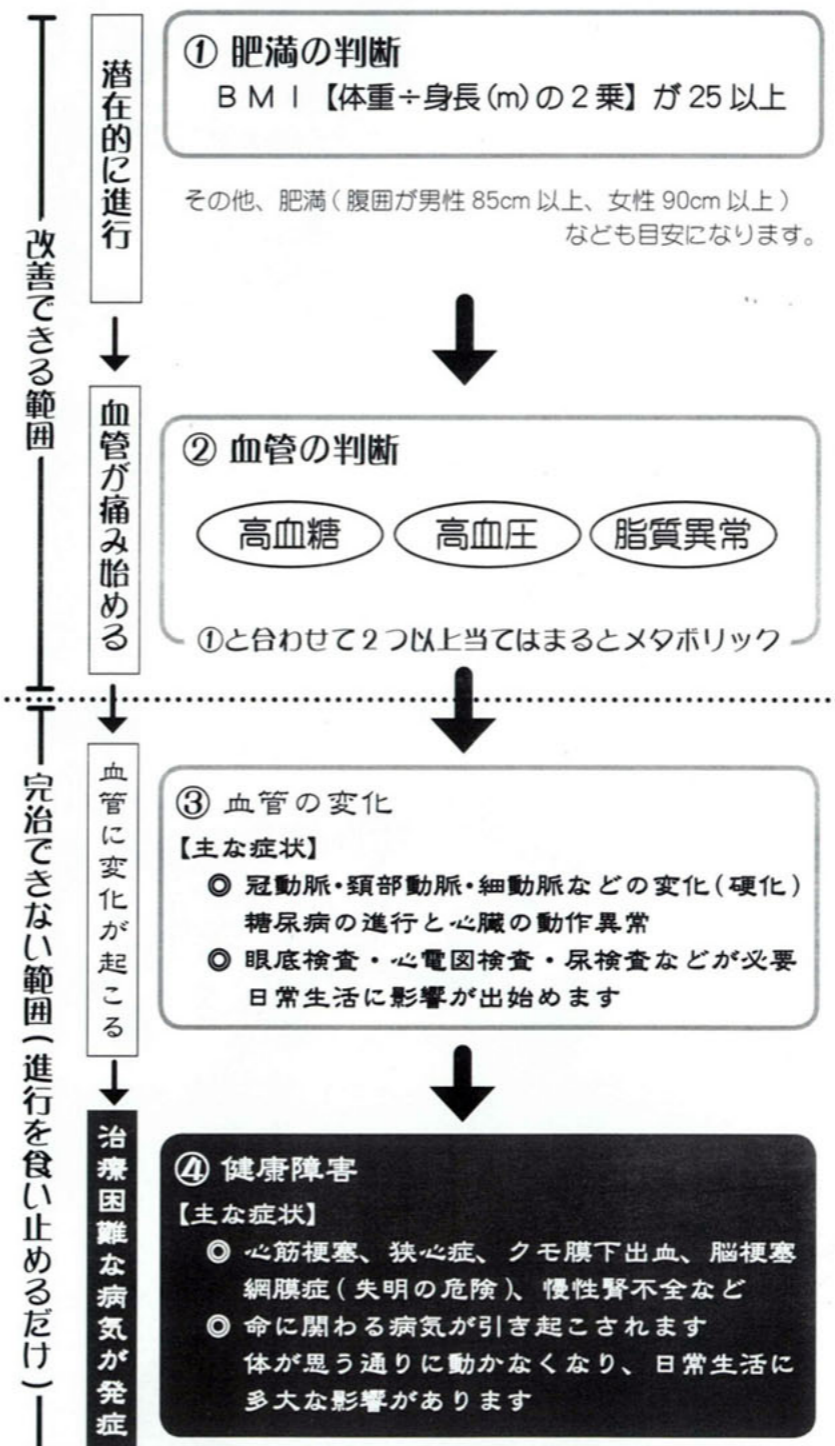 改善できる範囲
潜在的に進行
① 肥満の判断
BMI【体重÷身長(m)の2乗】が25以上
その他、肥満(腹囲が男性85cm以上、女性90cm以上)
なども目安になります。
血管が痛み始める
② 血管の判断
高血糖 高血圧 脂質異常
①と合わせて2つ以上当てはまるとメタボリック
完治できない範囲(進行を食い止めるだけ)
血管に変化が起こる
③ 血管の変化
【主な症状】
◎ 冠動脈・頚部動脈・細動脈などの変化(硬化)
糖尿病の進行と心臓の動作異常
◎ 眼底検査・心電図検査・尿検査などが必要
日常生活に影響が出始めます
治療困難な病気が発症
④ 健康障害
【主な症状】
◎ 心筋梗塞、狭心症、クモ膜下出血、脳梗塞
網膜症(失明の危険)、慢性腎不全など
◎ 命に関わる病気が引き起こされます
体が思う通りに動かなくなり、日常生活に
多大な影響があります